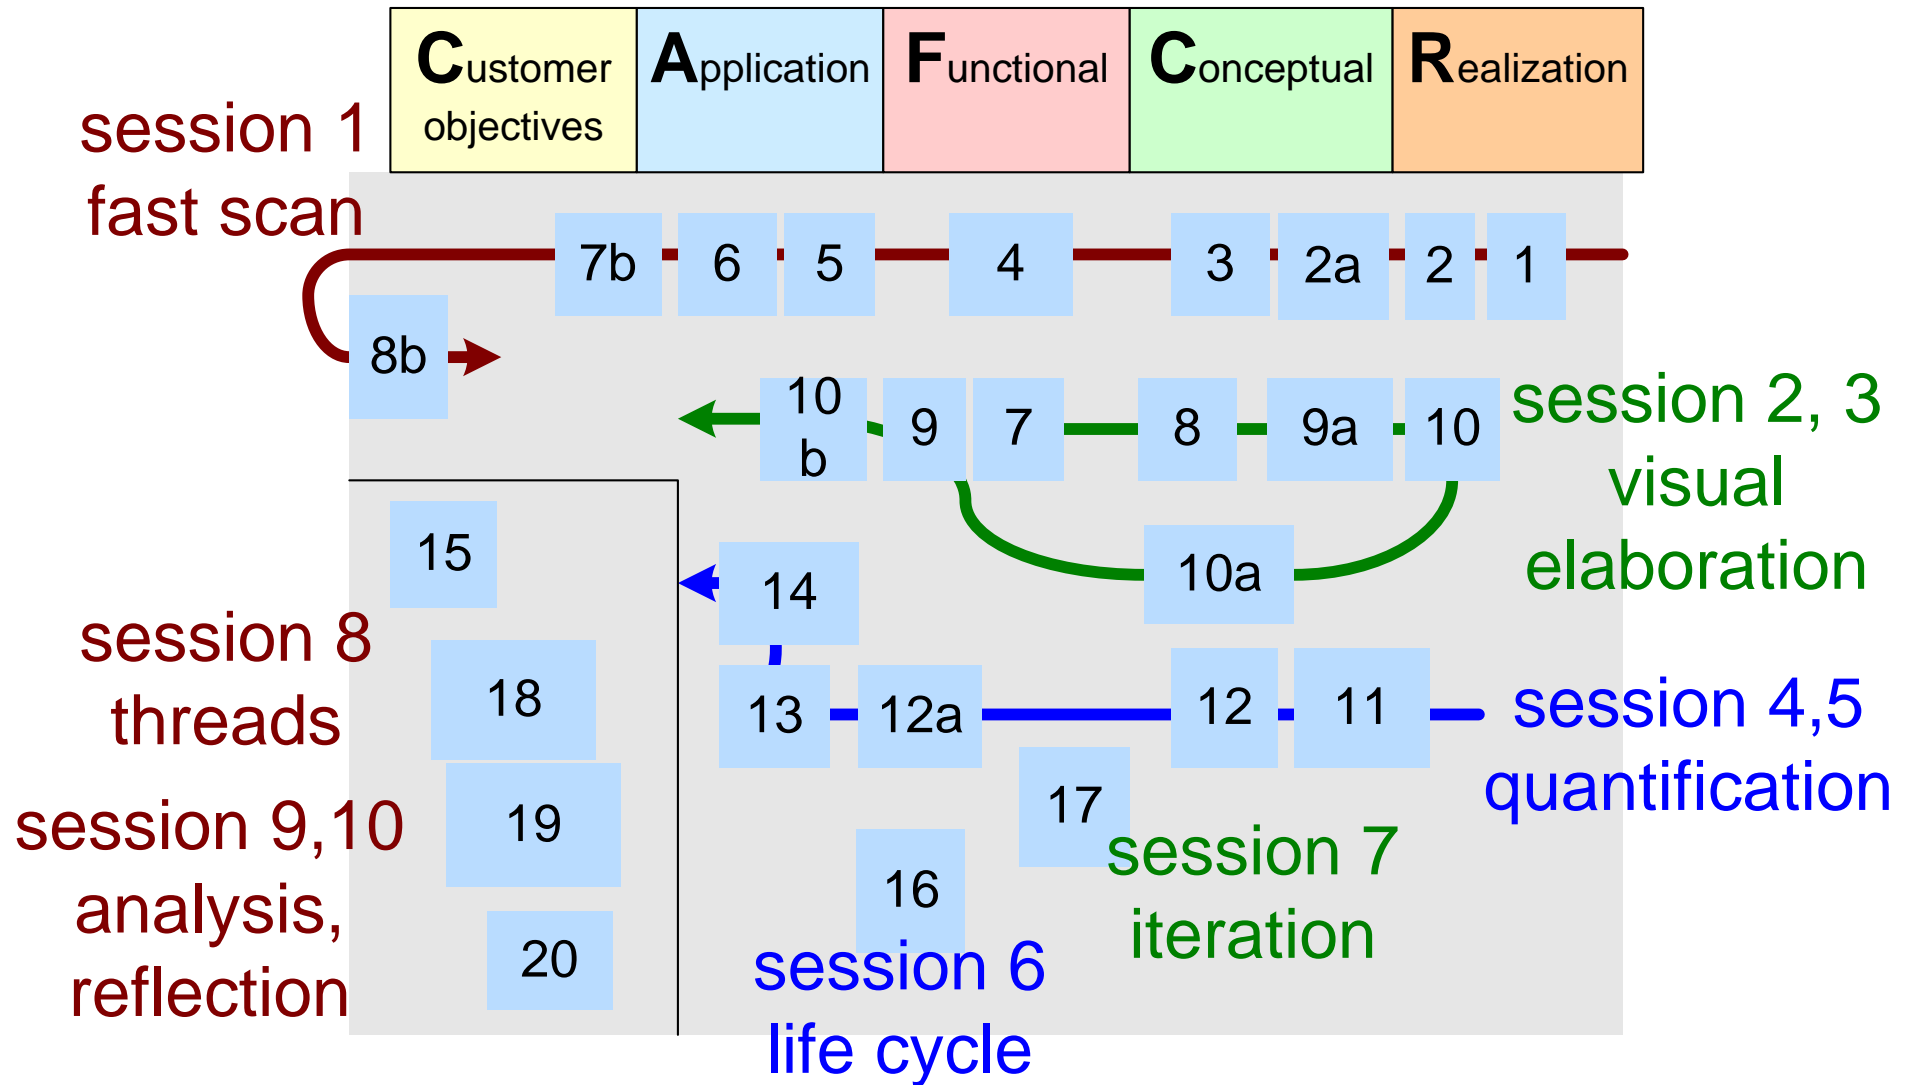 Customer
objectives
Application
Functional
Conceptual
Realization
session 1
fast scan
7b
6
5
4
3
2a
2
1
8b
10
b
9
7
8
9a
10
session 2, 3
visual
elaboration
10a
15
14
session 8
threads
18
13
12a
12
11
session 4,5
quantification
17
session 7
iteration
19
session 9,10
analysis,
reflection
16
20
session 6
life cycle